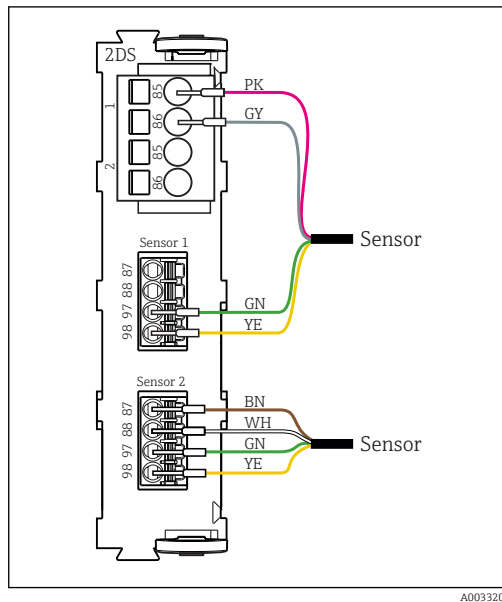 2DS
1
85
PK
86
GY
2
85
86
Sensor
Sensor 1
87
88
97
GN
98
YE
Sensor 2
87
BN
88
WH
97
GN
Sensor
98
YE